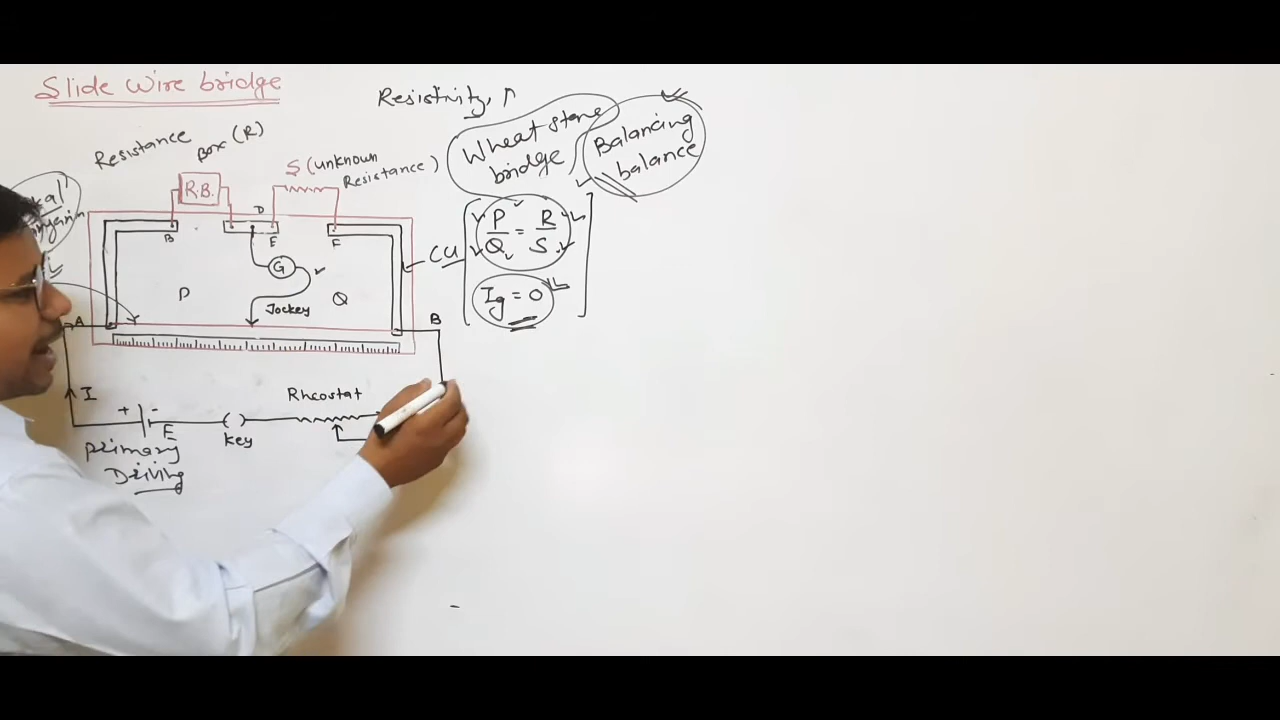 Slide Wire bridge
Resistivity, ρ
Resistance
Box (R)
S (unknown
Resistance)
Wheat stone
bridge
Balancing
balance
R.B.
D
B
E
F
P/Q = R/S
CU
Ig = 0
G
P
Q
Jockey
A
B
I
Rheostat
+ -
E
Key
Primary
Driving